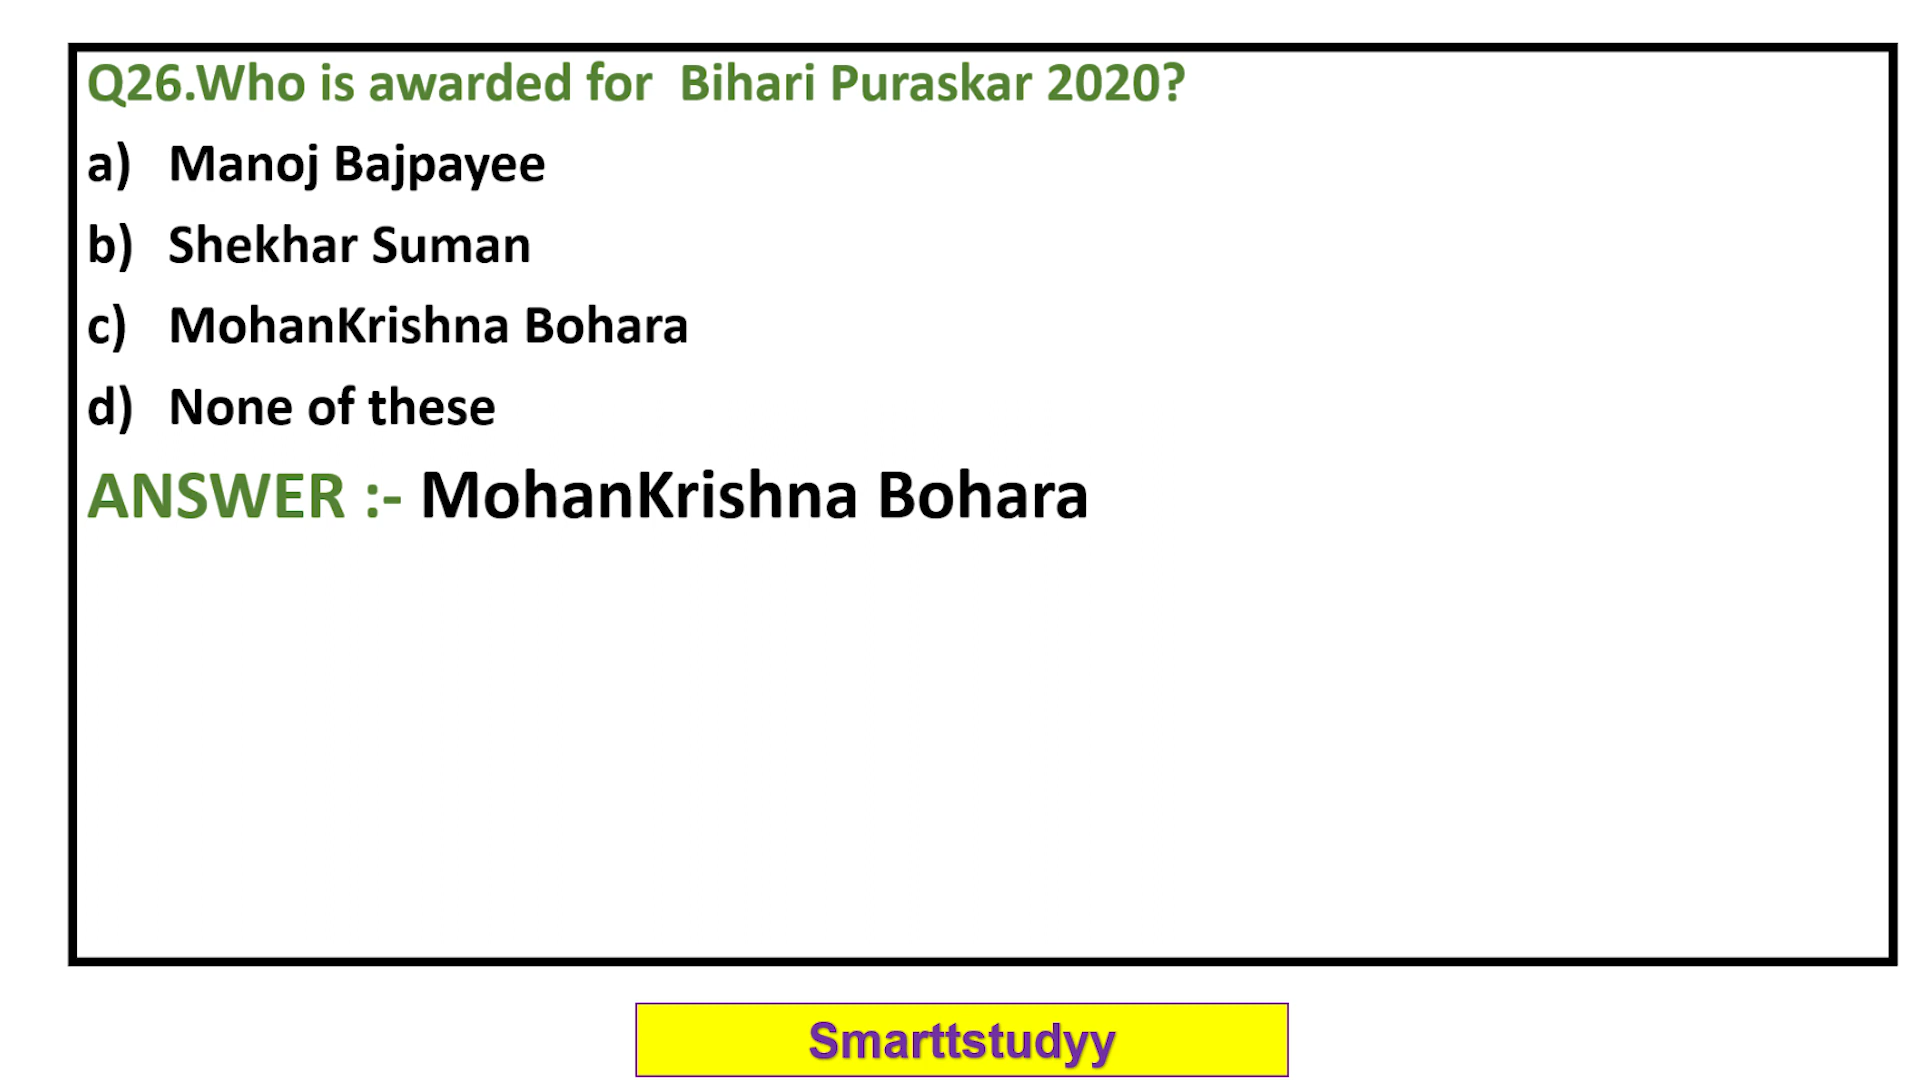 Q26.Who is awarded for  Bihari Puraskar 2020?
a) Manoj Bajpayee
b) Shekhar Suman
c) MohanKrishna Bohara
d) None of these
ANSWER :- MohanKrishna Bohara
Smarttstudyy